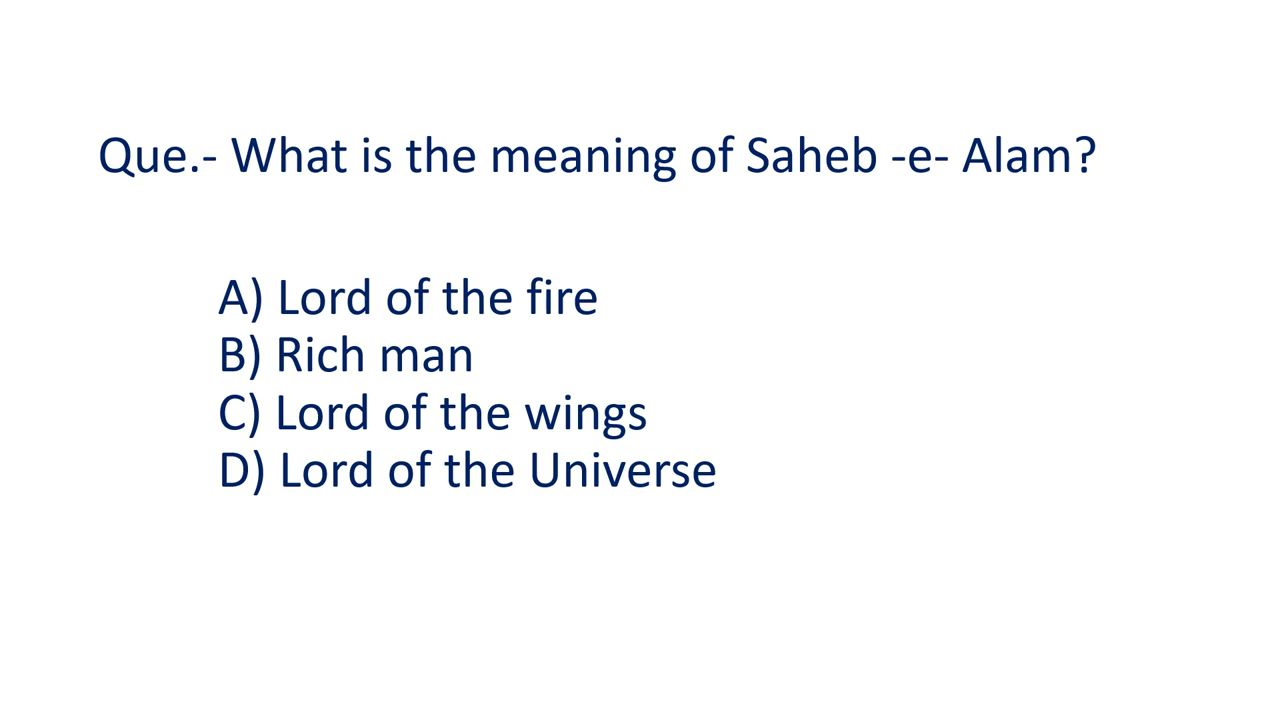 Que.- What is the meaning of Saheb -e- Alam?
A) Lord of the fire
B) Rich man
C) Lord of the wings
D) Lord of the Universe